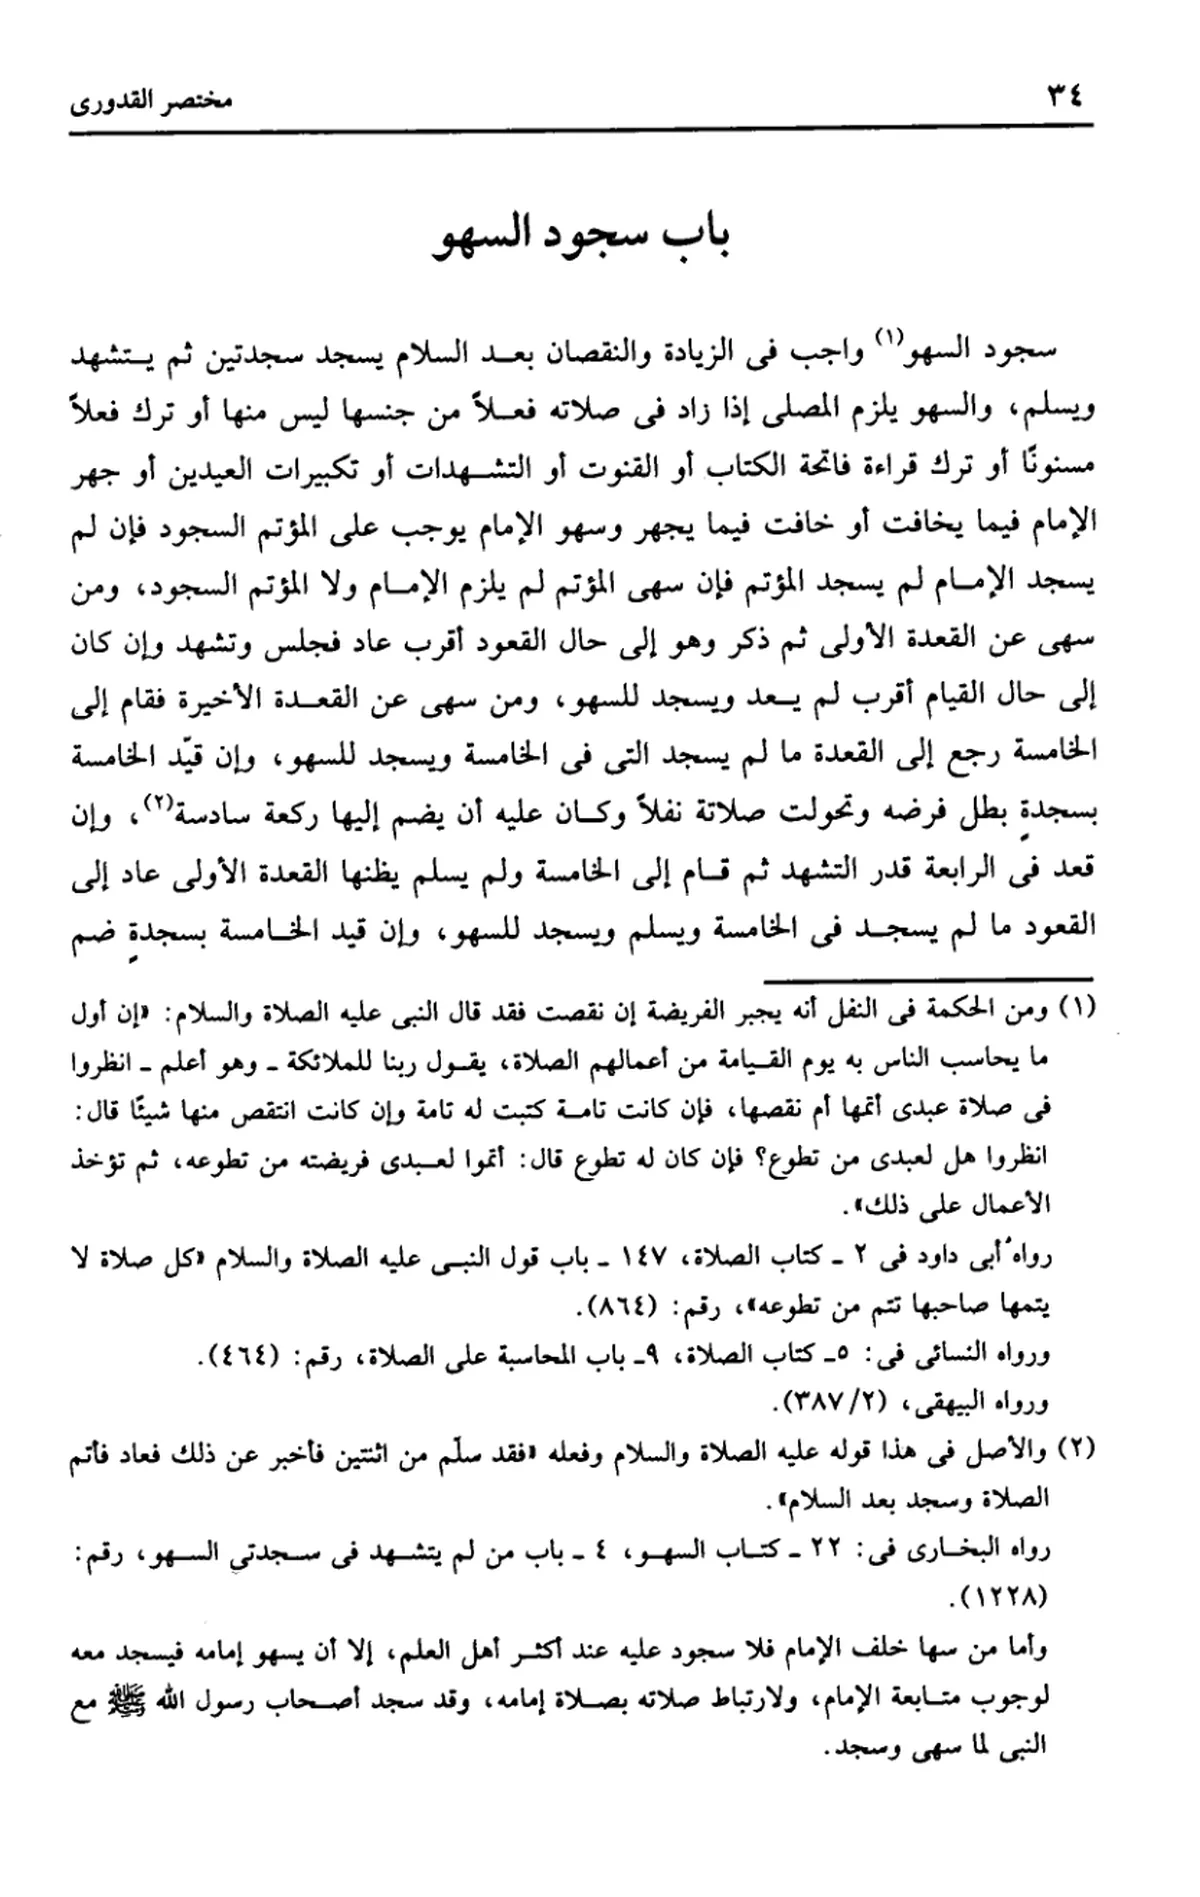 ٣٤
مختصر القدورى
باب سجود السهو
سجود السهو(١) واجب فى الزيادة والنقصان بعد السلام يسجد سجدتين ثم يتشهد
ويسلم، والسهو يلزم المصلى إذا زاد فى صلاته فعلاً من جنسها ليس منها أو ترك فعلاً
مسنونًا أو ترك قراءة فاتحة الكتاب أو القنوت أو التشهدات أو تكبيرات العيدين أو جهر
الإمام فيما يخافت أو خافت فيما يجهر وسهو الإمام يوجب على المؤتم السجود فإن لم
يسجد الإمام لم يسجد المؤتم فإن سهى المؤتم لم يلزم الإمام ولا المؤتم السجود، ومن
سهى عن القعدة الأولى ثم ذكر وهو إلى حال القعود أقرب عاد فجلس وتشهد وإن كان
إلى حال القيام أقرب لم يعد ويسجد للسهو، ومن سهى عن القعدة الأخيرة فقام إلى
الخامسة رجع إلى القعدة ما لم يسجد التى فى الخامسة ويسجد للسهو، وإن قيّد الخامسة
بسجدةٍ بطل فرضه وتحولت صلاتة نفلاً وكان عليه أن يضم إليها ركعة سادسة(٢)، وإن
قعد فى الرابعة قدر التشهد ثم قام إلى الخامسة ولم يسلم يظنها القعدة الأولى عاد إلى
القعود ما لم يسجد فى الخامسة ويسلم ويسجد للسهو، وإن قيد الخامسة بسجدةٍ ضم
(١) ومن الحكمة فى النفل أنه يجبر الفريضة إن نقصت فقد قال النبى عليه الصلاة والسلام: «إن أول
ما يحاسب الناس به يوم القيامة من أعمالهم الصلاة، يقول ربنا للملائكة ـ وهو أعلم ـ انظروا
فى صلاة عبدى أتمها أم نقصها، فإن كانت تامة كتبت له تامة وإن كانت انتقص منها شيئًا قال:
انظروا هل لعبدى من تطوع؟ فإن كان له تطوع قال: أتموا لعبدى فريضته من تطوعه، ثم تؤخذ
الأعمال على ذلك».
رواه أبى داود فى ٢ ـ كتاب الصلاة، ١٤٧ ـ باب قول النبى عليه الصلاة والسلام «كل صلاة لا
يتمها صاحبها تتم من تطوعه»، رقم: (٨٦٤).
ورواه النسائى فى: ٥ـ كتاب الصلاة، ٩ـ باب المحاسبة على الصلاة، رقم: (٤٦٤).
ورواه البيهقى، (٣٨٧/٢).
(٢) والأصل فى هذا قوله عليه الصلاة والسلام وفعله «فقد سلّم من اثنتين فأخبر عن ذلك فعاد فأتم
الصلاة وسجد بعد السلام».
رواه البخارى فى: ٢٢ ـ كتاب السهو، ٤ ـ باب من لم يتشهد فى سجدتي السهو، رقم:
(١٢٢٨).
وأما من سها خلف الإمام فلا سجود عليه عند أكثر أهل العلم، إلا أن يسهو إمامه فيسجد معه
لوجوب متابعة الإمام، ولارتباط صلاته بصلاة إمامه، وقد سجد أصحاب رسول الله ﷺ مع
النبى لما سهى وسجد.